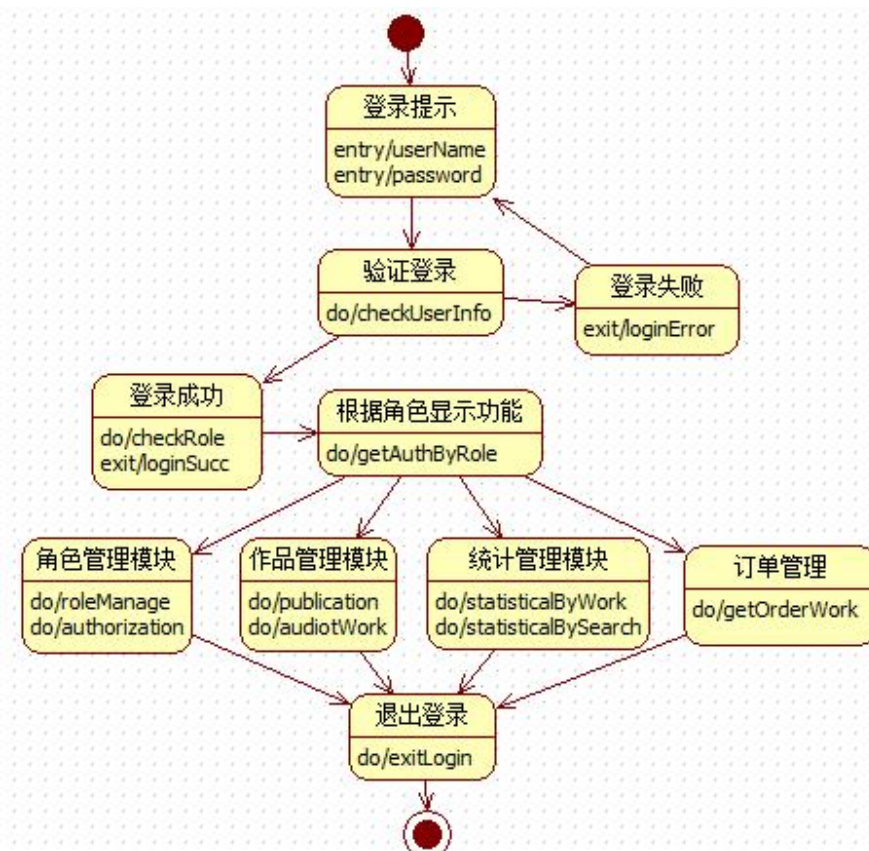 登录提示
entry/userName
entry/password
验证登录
do/checkUserInfo
登录失败
exit/loginError
登录成功
do/checkRole
exit/loginSucc
根据角色显示功能
do/getAuthByRole
角色管理模块
do/roleManage
do/authorization
作品管理模块
do/publication
do/audiotWork
统计管理模块
do/statisticalByWork
do/statisticalBySearch
订单管理
do/getOrderWork
退出登录
do/exitLogin